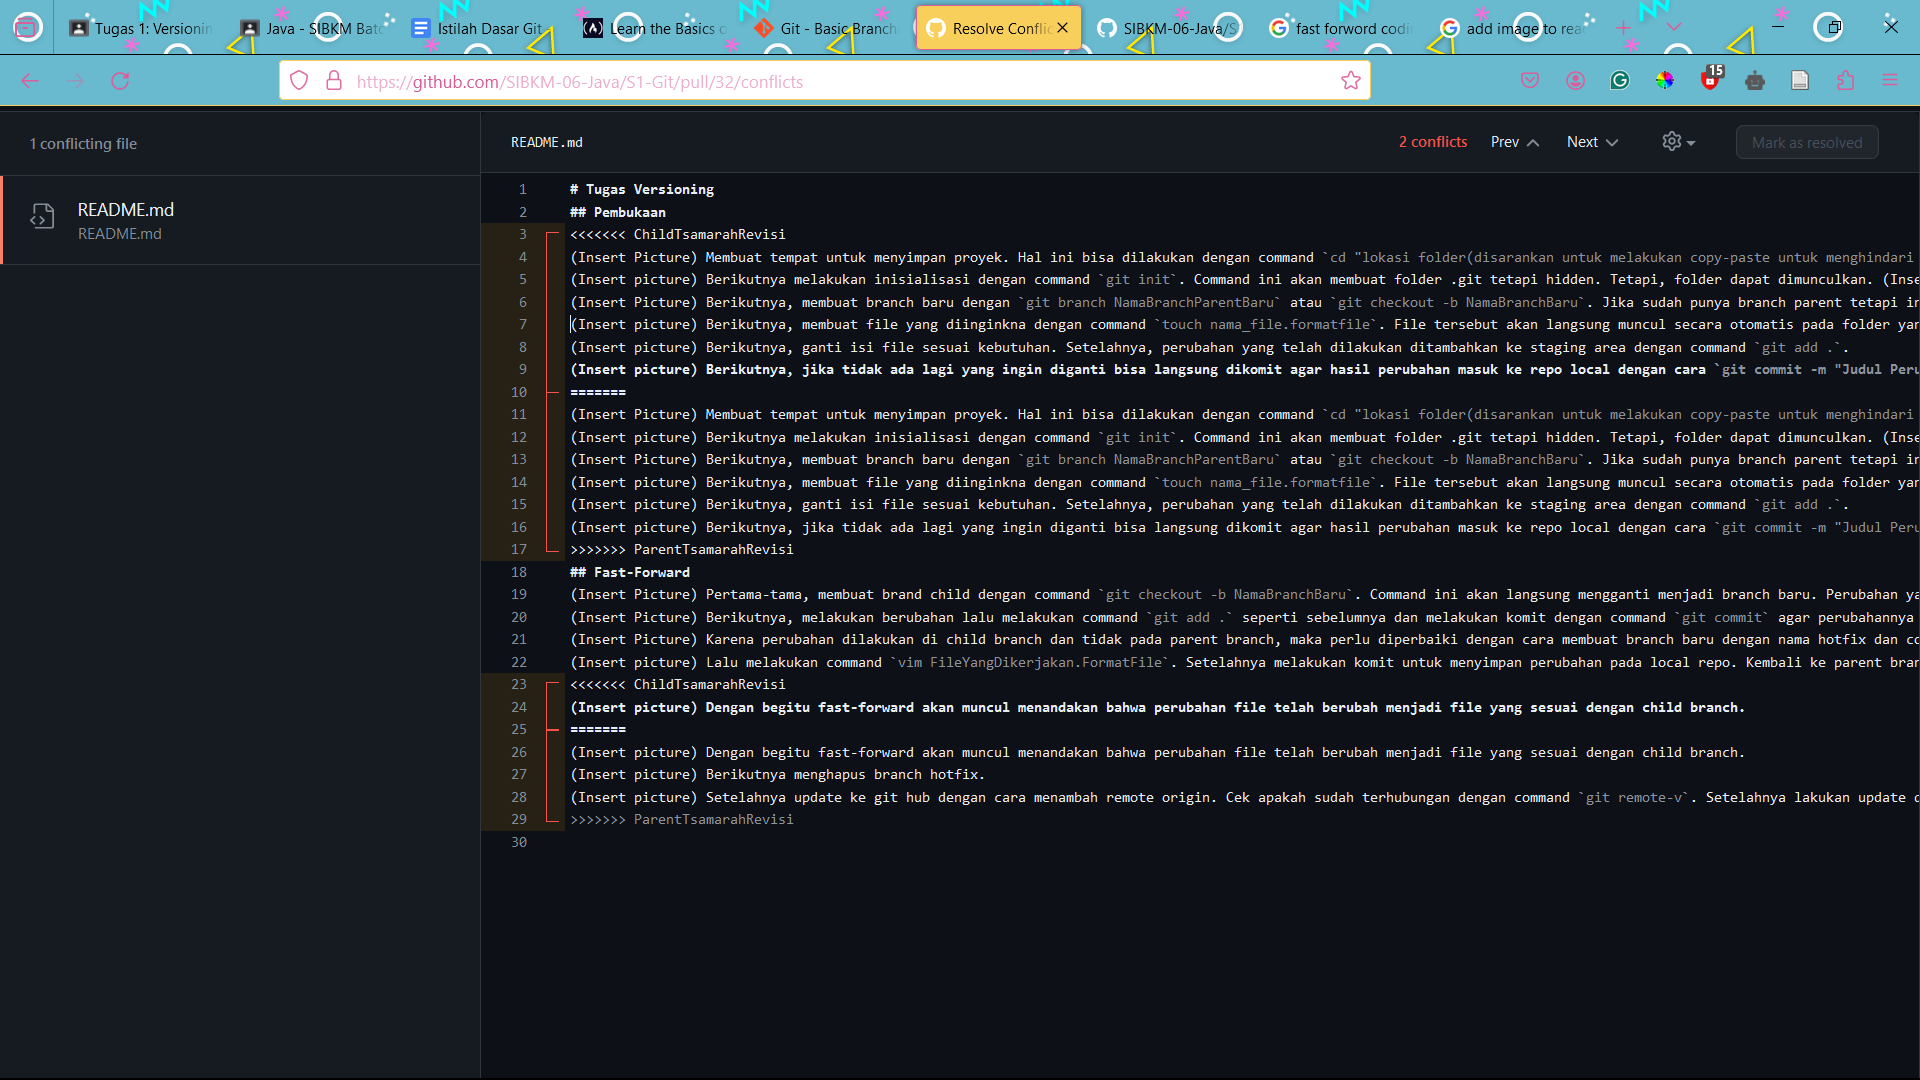 Tugas 1: Versionin
Java - SIBKM Batc
Istilah Dasar Git
Learn the Basics o
Git - Basic Branch
Resolve Conflic
SIBKM-06-Java/S
fast forword codi
add image to rea
https://github.com/SIBKM-06-Java/S1-Git/pull/32/conflicts
15
1 conflicting file
README.md
README.md
README.md
2 conflicts
Prev
Next
Mark as resolved
1 # Tugas Versioning
2 ## Pembukaan
3 <<<<<<< ChildTsamarahRevisi
4 (Insert Picture) Membuat tempat untuk menyimpan proyek. Hal ini bisa dilakukan dengan command `cd "lokasi folder(disarankan untuk melakukan copy-paste untuk menghindari
5 (Insert picture) Berikutnya melakukan inisialisasi dengan command `git init`. Command ini akan membuat folder .git tetapi hidden. Tetapi, folder dapat dimunculkan. (Inse
6 (Insert Picture) Berikutnya, membuat branch baru dengan `git branch NamaBranchParentBaru` atau `git checkout -b NamaBranchBaru`. Jika sudah punya branch parent tetapi in
7 (Insert picture) Berikutnya, membuat file yang diinginkna dengan command `touch nama_file.formatfile`. File tersebut akan langsung muncul secara otomatis pada folder yan
8 (Insert picture) Berikutnya, ganti isi file sesuai kebutuhan. Setelahnya, perubahan yang telah dilakukan ditambahkan ke staging area dengan command `git add .`.
9 (Insert picture) Berikutnya, jika tidak ada lagi yang ingin diganti bisa langsung dikomit agar hasil perubahan masuk ke repo local dengan cara `git commit -m "Judul Peru
10 =======
11 (Insert Picture) Membuat tempat untuk menyimpan proyek. Hal ini bisa dilakukan dengan command `cd "lokasi folder(disarankan untuk melakukan copy-paste untuk menghindari
12 (Insert picture) Berikutnya melakukan inisialisasi dengan command `git init`. Command ini akan membuat folder .git tetapi hidden. Tetapi, folder dapat dimunculkan. (Inse
13 (Insert Picture) Berikutnya, membuat branch baru dengan `git branch NamaBranchParentBaru` atau `git checkout -b NamaBranchBaru`. Jika sudah punya branch parent tetapi in
14 (Insert picture) Berikutnya, membuat file yang diinginkna dengan command `touch nama_file.formatfile`. File tersebut akan langsung muncul secara otomatis pada folder yan
15 (Insert picture) Berikutnya, ganti isi file sesuai kebutuhan. Setelahnya, perubahan yang telah dilakukan ditambahkan ke staging area dengan command `git add .`.
16 (Insert picture) Berikutnya, jika tidak ada lagi yang ingin diganti bisa langsung dikomit agar hasil perubahan masuk ke repo local dengan cara `git commit -m "Judul Peru
17 >>>>>>> ParentTsamarahRevisi
18 ## Fast-Forward
19 (Insert Picture) Pertama-tama, membuat brand child dengan command `git checkout -b NamaBranchBaru`. Command ini akan langsung mengganti menjadi branch baru. Perubahan ya
20 (Insert Picture) Berikutnya, melakukan berubahan lalu melakukan command `git add .` seperti sebelumnya dan melakukan komit dengan command `git commit` agar perubahannya
21 (Insert Picture) Karena perubahan dilakukan di child branch dan tidak pada parent branch, maka perlu diperbaiki dengan cara membuat branch baru dengan nama hotfix dan co
22 (Insert picture) Lalu melakukan command `vim FileYangDikerjakan.FormatFile`. Setelahnya melakukan komit untuk menyimpan perubahan pada local repo. Kembali ke parent bran
23 <<<<<<< ChildTsamarahRevisi
24 (Insert picture) Dengan begitu fast-forward akan muncul menandakan bahwa perubahan file telah berubah menjadi file yang sesuai dengan child branch.
25 =======
26 (Insert picture) Dengan begitu fast-forward akan muncul menandakan bahwa perubahan file telah berubah menjadi file yang sesuai dengan child branch.
27 (Insert picture) Berikutnya menghapus branch hotfix.
28 (Insert picture) Setelahnya update ke git hub dengan cara menambah remote origin. Cek apakah sudah terhubungan dengan command `git remote-v`. Setelahnya lakukan update d
29 >>>>>>> ParentTsamarahRevisi
30